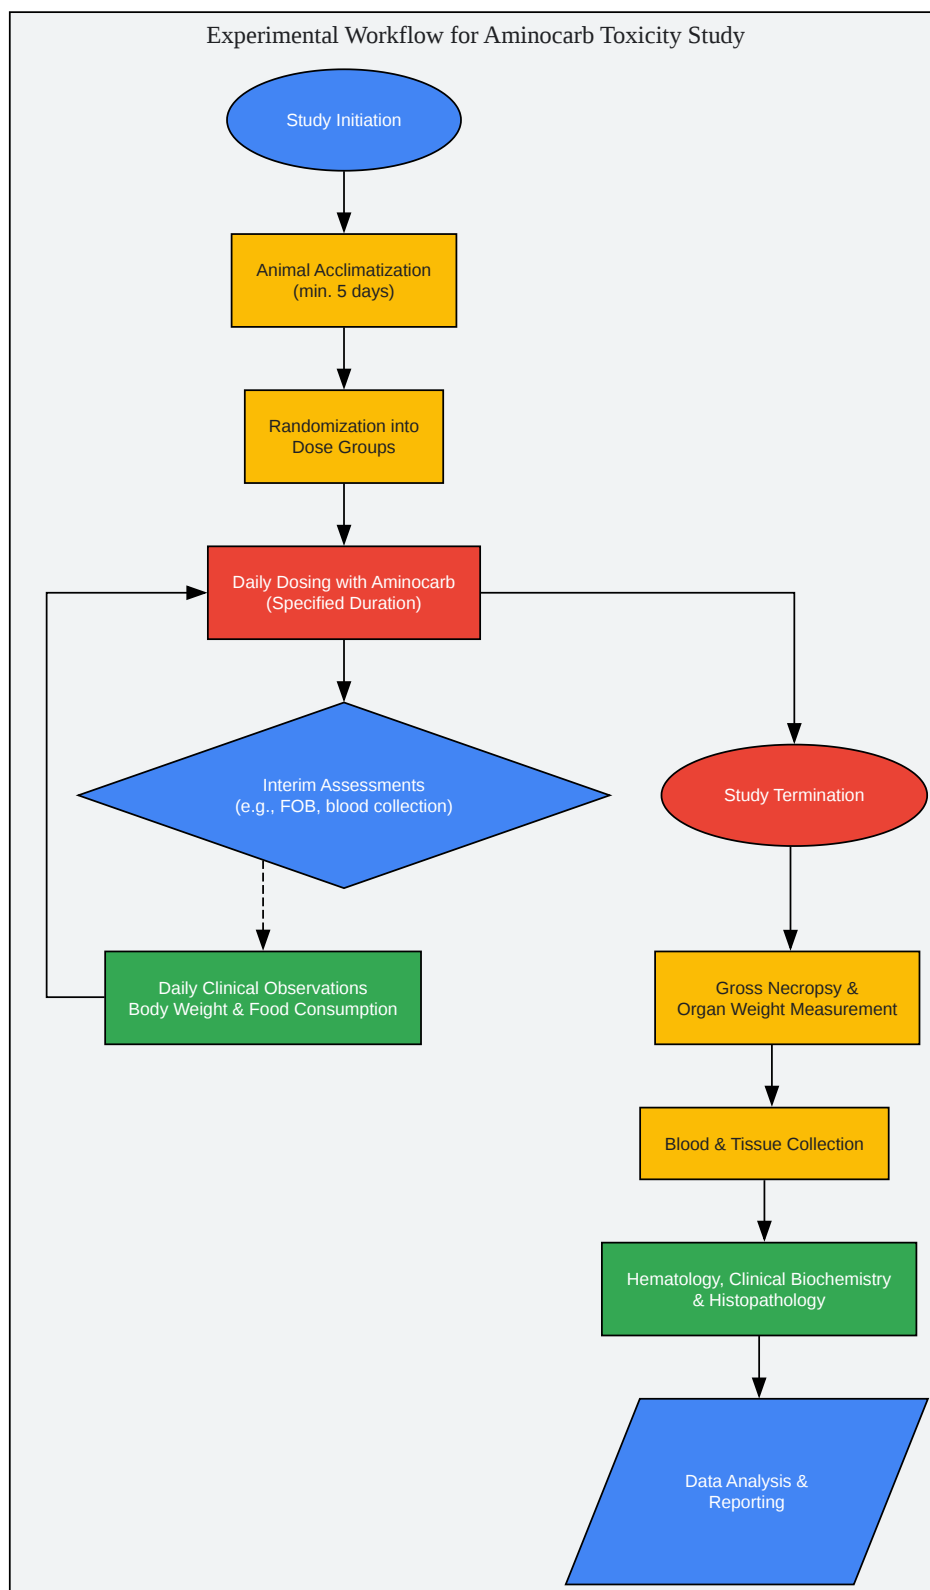 Experimental Workflow for Aminocarb Toxicity Study
Study Initiation
Animal Acclimatization
(min. 5 days)
Randomization into
Dose Groups
Daily Dosing with Aminocarb
(Specified Duration)
Interim Assessments
(e.g., FOB, blood collection)
Study Termination
Daily Clinical Observations
Body Weight & Food Consumption
Gross Necropsy &
Organ Weight Measurement
Blood & Tissue Collection
Hematology, Clinical Biochemistry
& Histopathology
Data Analysis &
Reporting